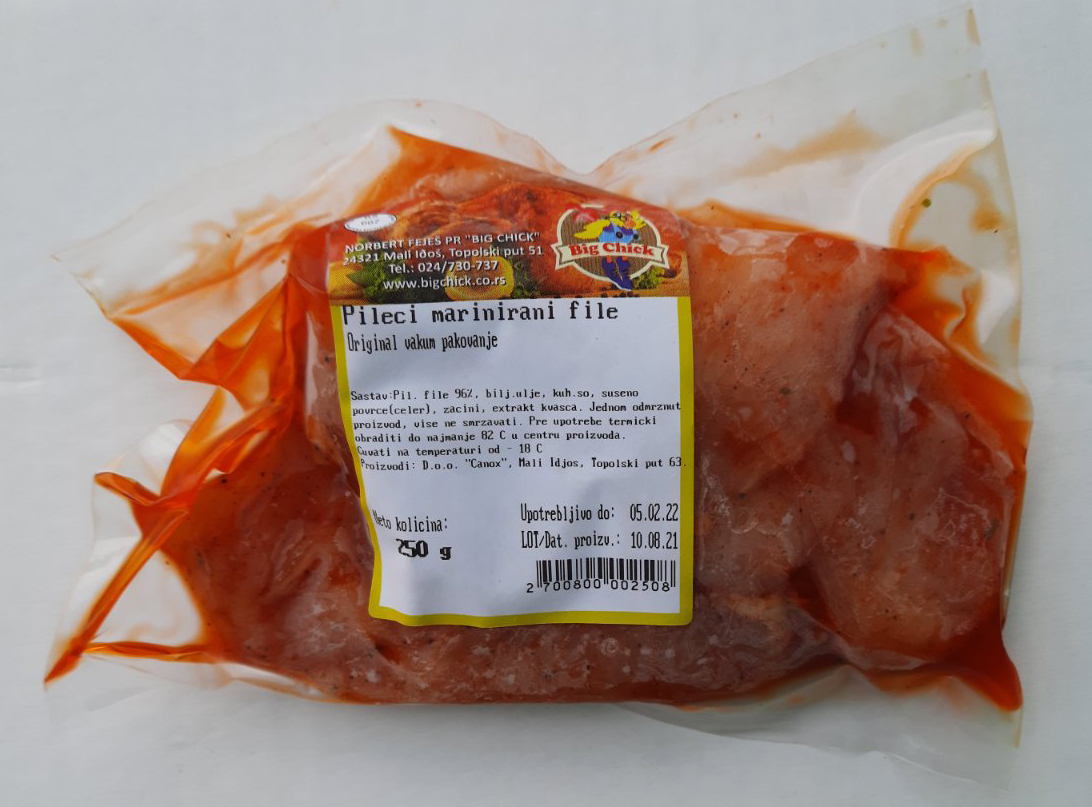 NORBERT FEJES PR "BIG CHICK"
24321 Mali Iđoš, Topolski put 51
Tel.: 024/730-737
www.bigchick.co.rs
Big Chick
Pileci marinirani file
Original vakum pakovanje
Sastav:Pil. file 96%, bilj.ulje, kuh.so, suseno
povrce(celer), zacini, extrakt kvasca. Jednom odmrznut
proizvod, vise ne smrzavati. Pre upotrebe termicki
obraditi do najmanje 82 C u centru proizvoda.
Cuvati na temperaturi od - 18 C
Proizvodi: D.o.o. "Canox", Mali Idjos, Topolski put 63.
Neto kolicina:
250 g
Upotrebljivo do: 05.02.22
LOT/Dat. proizv.: 10.08.21
2 700800 002508